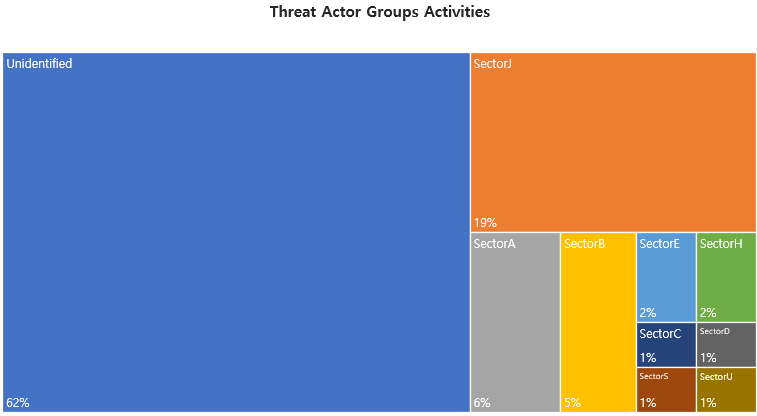 Threat Actor Groups Activities
Unidentified
62%
SectorJ
19%
SectorA
6%
SectorB
5%
SectorE
2%
SectorH
2%
SectorC
1%
SectorD
1%
SectorS
1%
SectorU
1%